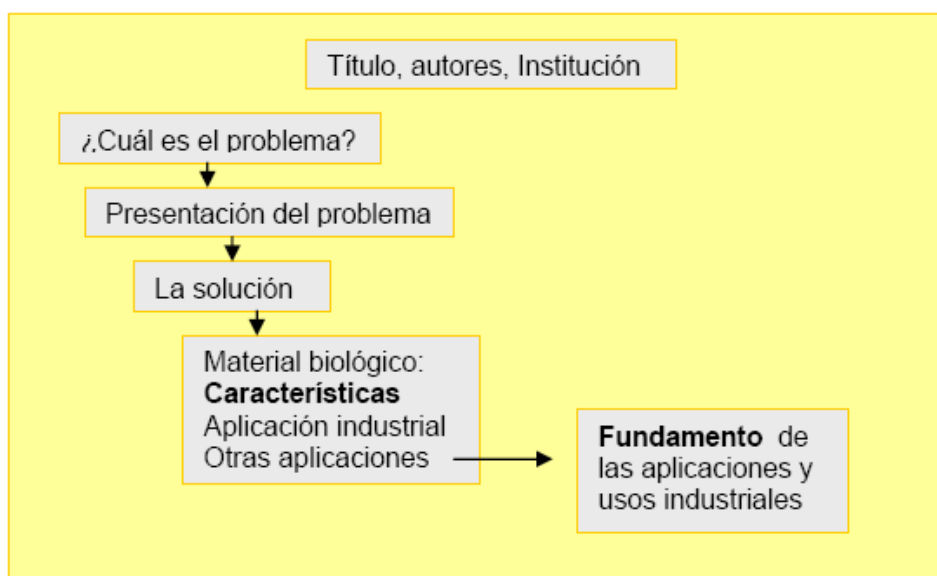 Título, autores, Institución
¿Cuál es el problema?
Presentación del problema
La solución
Material biológico:
Características
Aplicación industrial
Otras aplicaciones
Fundamento de
las aplicaciones y
usos industriales